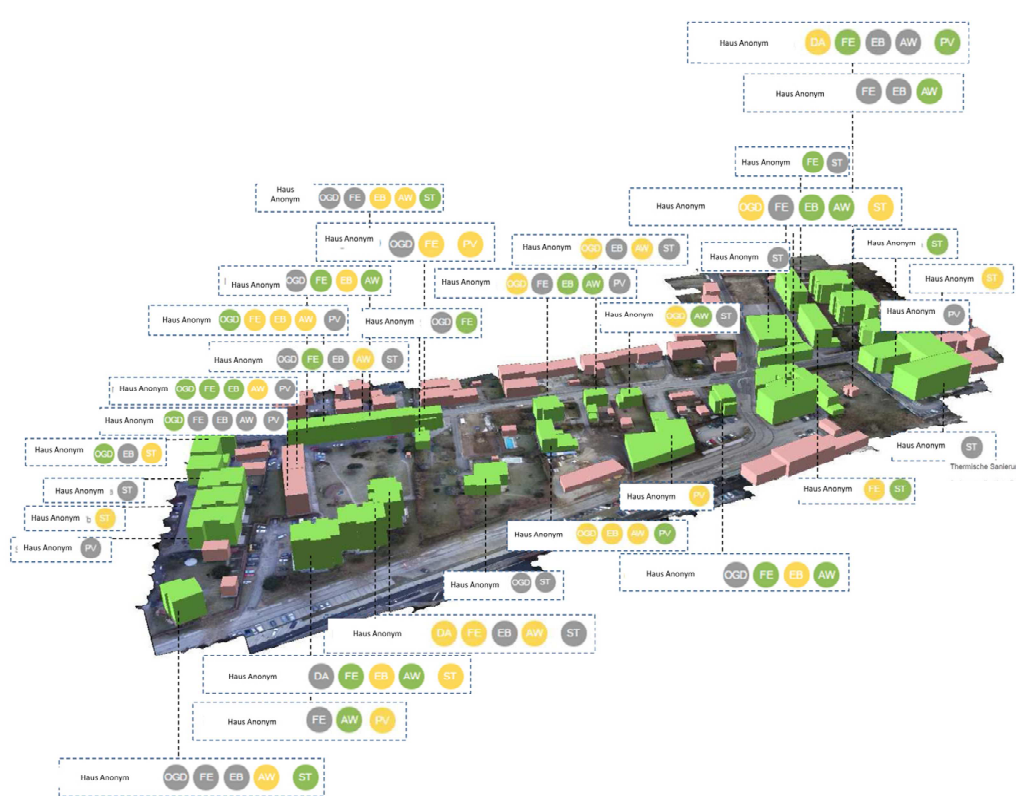 Haus Anonym DA FE EB AW PV
Haus Anonym FE EB AW
Haus Anonym FE ST
Haus
Anonym OGD FE EB AW ST
Haus Anonym OGD FE EB AW ST
Haus Anonym OGD FE PV
Haus Anonym OGD EB AW ST
Haus Anonym ST
Haus Anonym ST
Haus Anonym OGD FE EB AW
Haus Anonym OGD FE EB AW PV
Haus Anonym ST
Haus Anonym OGD FE EB AW PV
Haus Anonym OGD FE
Haus Anonym OGD AW ST
Haus Anonym PV
Haus Anonym OGD FE EB AW ST
Haus Anonym OGD FE EB AW PV
Haus Anonym OGD FE EB AW PV
Haus Anonym OGD EB ST
Haus Anonym ST
Thermische Sanieru
Haus Anonym ST
Haus Anonym FE ST
Haus Anonym PV
Haus Anonym ST
Haus Anonym OGD EB AW PV
Haus Anonym PV
Haus Anonym OGD FE EB AW
Haus Anonym OGD ST
Haus Anonym DA FE EB AW ST
Haus Anonym DA FE EB AW ST
Haus Anonym FE AW PV
Haus Anonym OGD FE EB AW ST